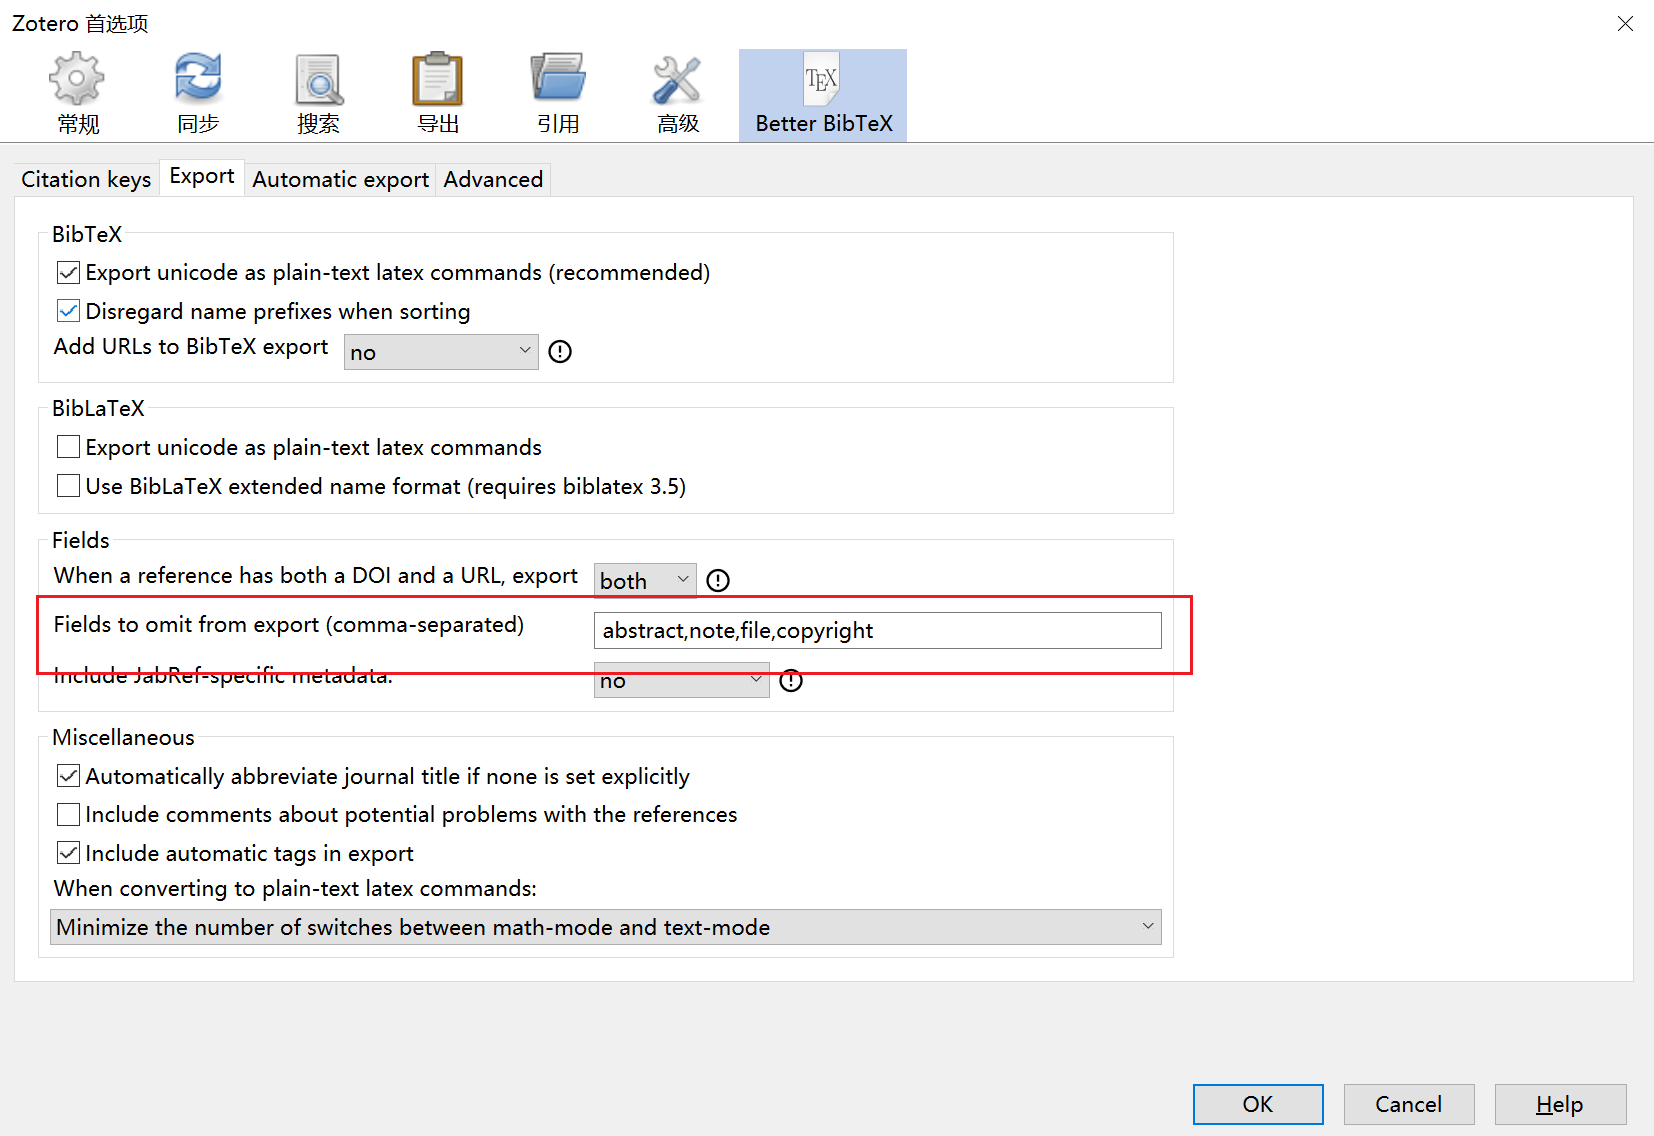 Zotero 首选项
常规 同步 搜索 导出 引用 高级 TEX Better BibTeX
Citation keys Export Automatic export Advanced
BibTeX
Export unicode as plain-text latex commands (recommended)
Disregard name prefixes when sorting
Add URLs to BibTeX export no
BibLaTeX
Export unicode as plain-text latex commands
Use BibLaTeX extended name format (requires biblatex 3.5)
Fields
When a reference has both a DOI and a URL, export both
Fields to omit from export (comma-separated) abstract,note,file,copyright
Include JabRef-specific metadata: no
Miscellaneous
Automatically abbreviate journal title if none is set explicitly
Include comments about potential problems with the references
Include automatic tags in export
When converting to plain-text latex commands:
Minimize the number of switches between math-mode and text-mode
OK Cancel Help